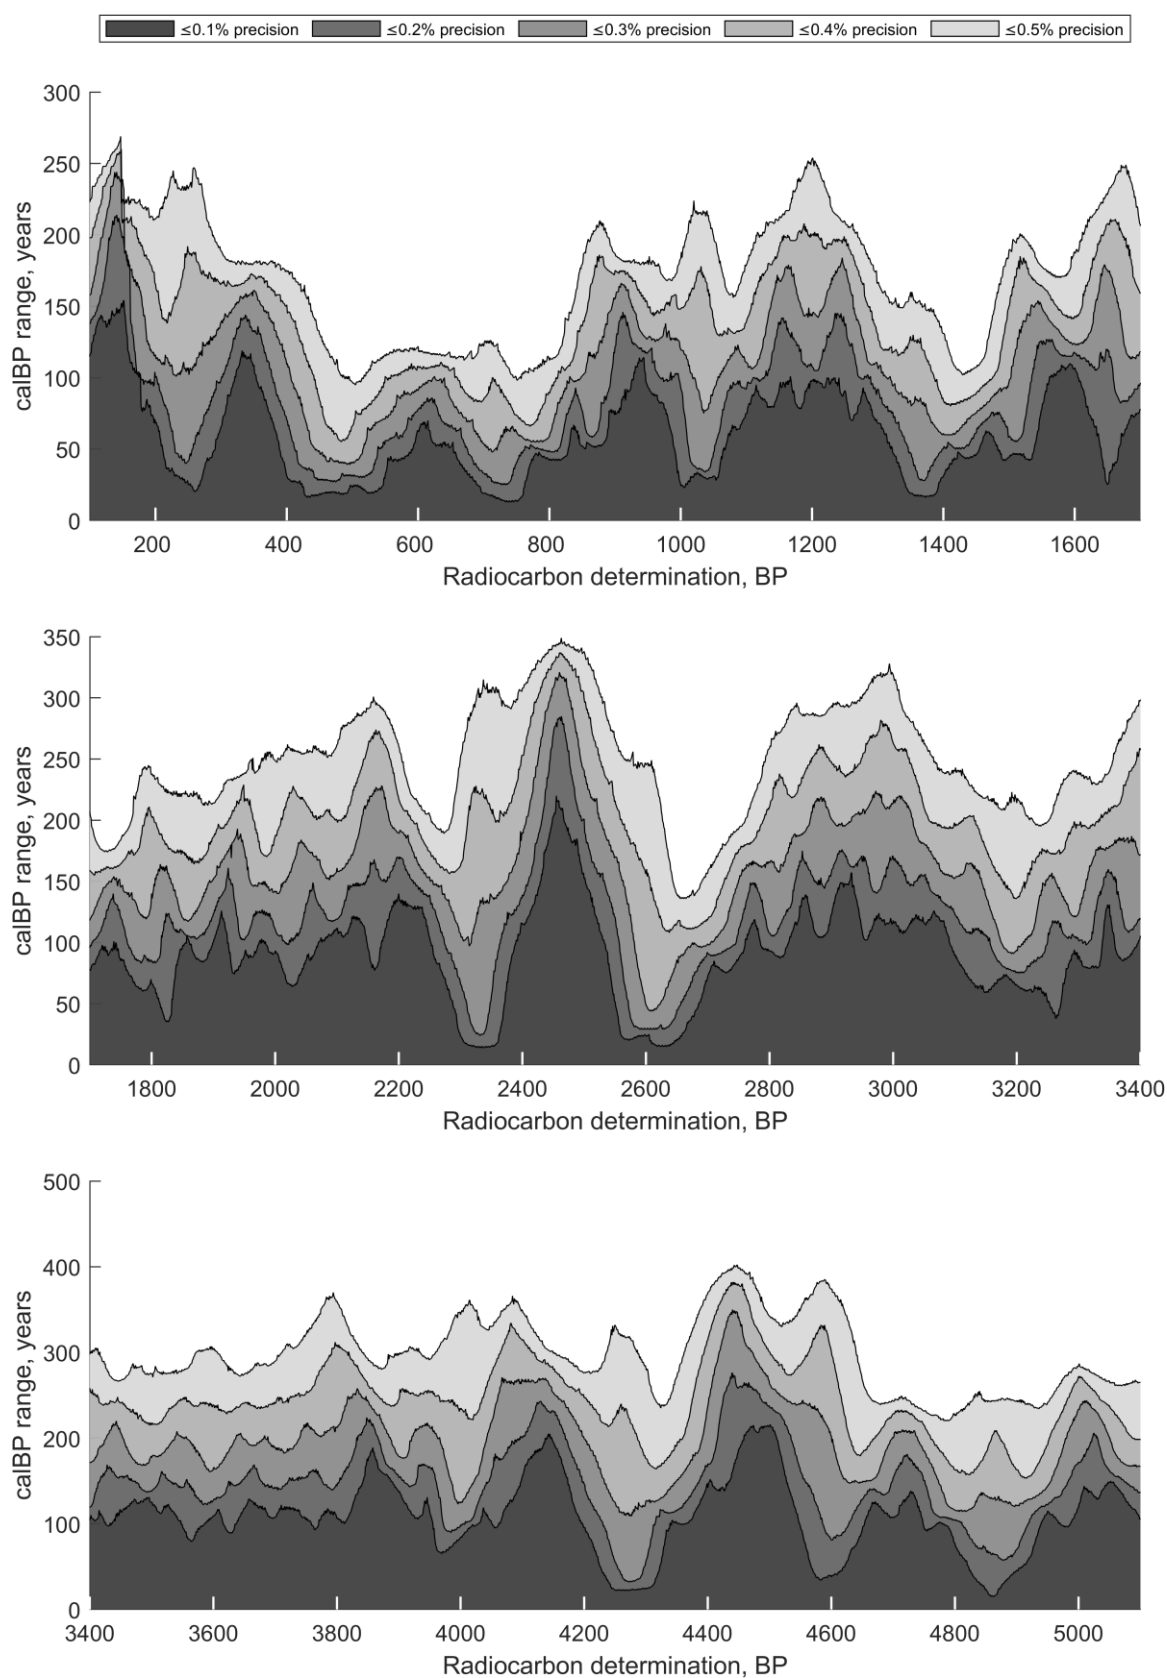 ≤0.1% precision ≤0.2% precision ≤0.3% precision ≤0.4% precision ≤0.5% precision
300
250
200
150
100
50
0
calBP range, years
200 400 600 800 1000 1200 1400 1600
Radiocarbon determination, BP
350
300
250
200
150
100
50
0
calBP range, years
1800 2000 2200 2400 2600 2800 3000 3200 3400
Radiocarbon determination, BP
500
400
300
200
100
0
calBP range, years
3400 3600 3800 4000 4200 4400 4600 4800 5000
Radiocarbon determination, BP